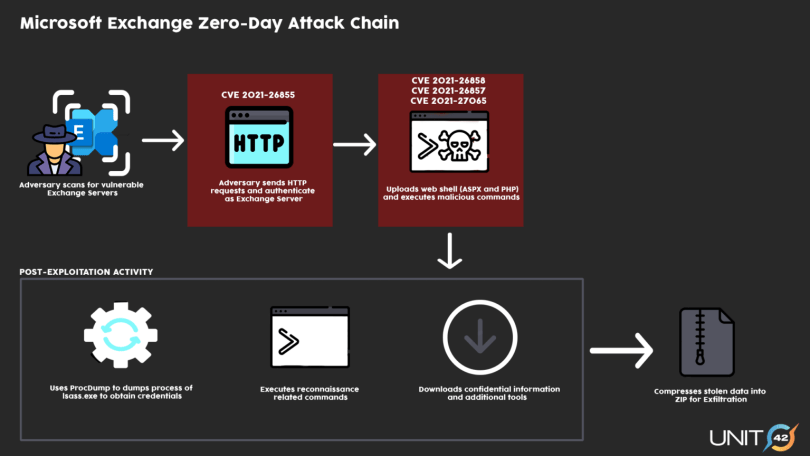 Microsoft Exchange Zero-Day Attack Chain
E
Adversary scans for vulnerable
Exchange Servers
CVE 2021-26855
HTTP
Adversary sends HTTP
requests and authenticate
as Exchange Server
CVE 2021-26858
CVE 2021-26857
CVE 2021-27065
Uploads web shell (ASPX and PHP)
and executes malicious commands
POST-EXPLOITATION ACTIVITY
Uses ProcDump to dumps process of
lsass.exe to obtain credentials
Executes reconnaissance
related commands
Downloads confidential information
and additional tools
Compresses stolen data into
ZIP for Exfiltration
UNIT 42